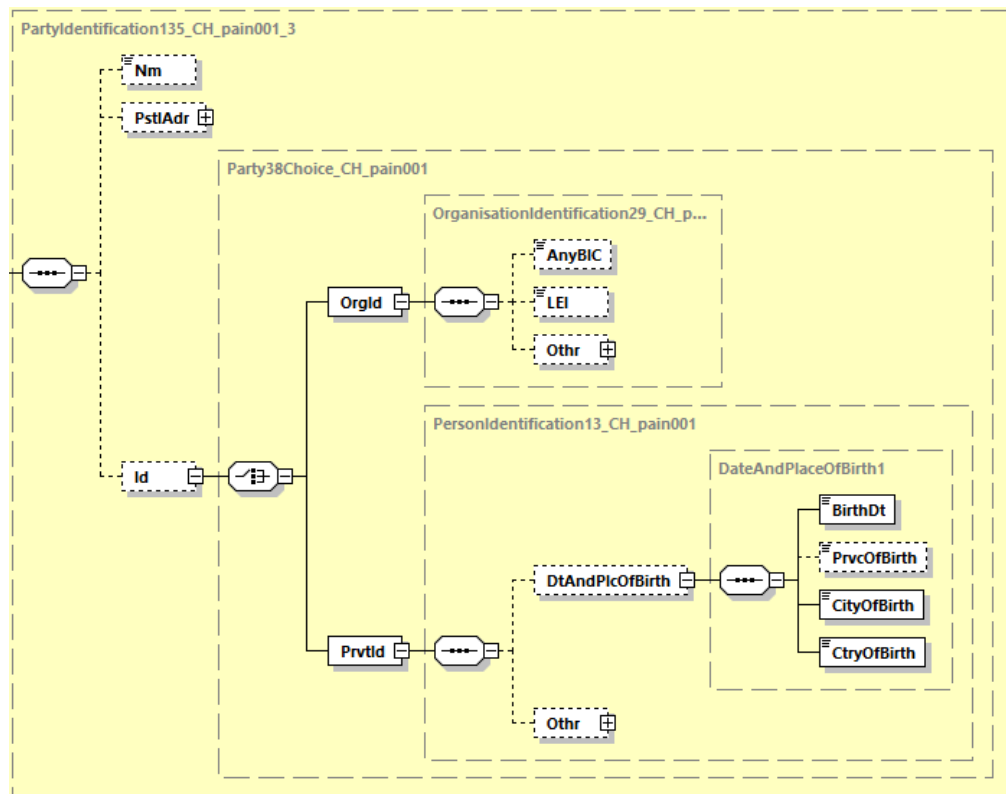 PartyIdentification135_CH_pain001_3
Nm
PstlAdr
Party38Choice_CH_pain001
OrganisationIdentification29_CH_p...
AnyBIC
OrgId
LEI
Othr
PersonIdentification13_CH_pain001
DateAndPlaceOfBirth1
Id
BirthDt
PrvcOfBirth
DtAndPlcOfBirth
CityOfBirth
PrvtId
CtryOfBirth
Othr